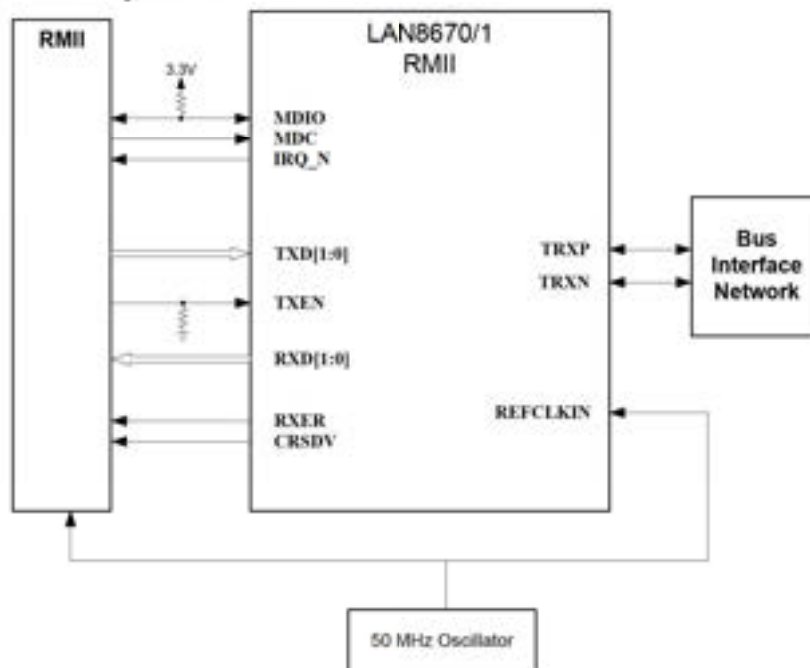 RMII
LAN8670/1
RMII
3.3V
MDIO
MDC
IRQ_N
TXD[1:0]
TXEN
RXD[1:0]
RXER
CRSDV
TRXP
TRXN
REFCLKIN
Bus
Interface
Network
50 MHz Oscillator